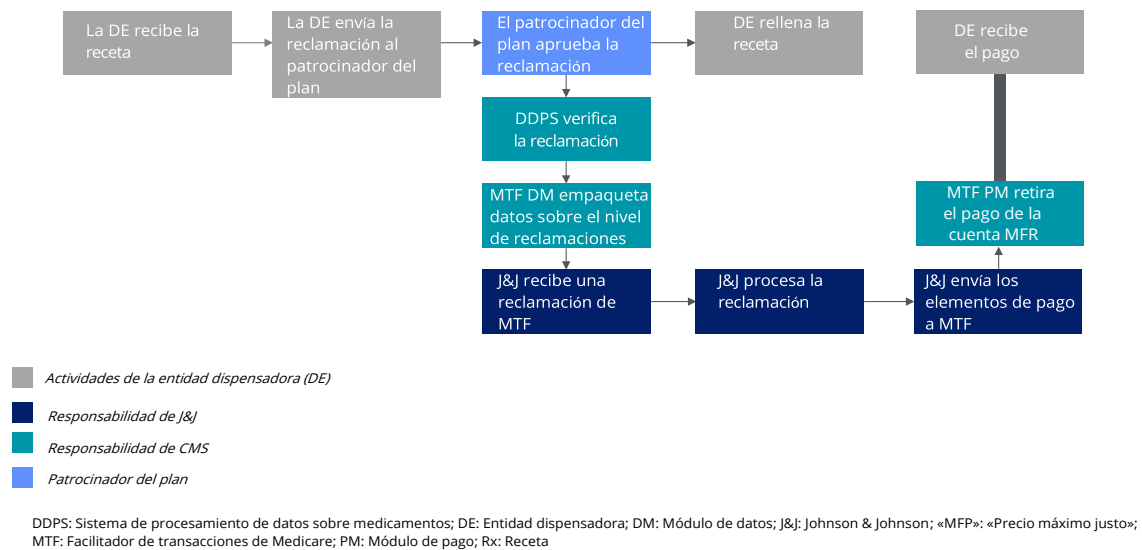 La DE recibe la
receta
La DE envía la
reclamación al
patrocinador del
plan
El patrocinador del
plan aprueba la
reclamación
DE rellena la
receta
DE recibe
el pago
DDPS verifica
la reclamación
MTF DM empaqueta
datos sobre el nivel
de reclamaciones
MTF PM retira
el pago de la
cuenta MFR
J&J recibe una
reclamación de
MTF
J&J procesa la
reclamación
J&J envía los
elementos de pago
a MTF
Actividades de la entidad dispensadora (DE)
Responsabilidad de J&J
Responsabilidad de CMS
Patrocinador del plan
DDPS: Sistema de procesamiento de datos sobre medicamentos; DE: Entidad dispensadora; DM: Módulo de datos; J&J: Johnson & Johnson; «MFP»: «Precio máximo justo»;
MTF: Facilitador de transacciones de Medicare; PM: Módulo de pago; Rx: Receta